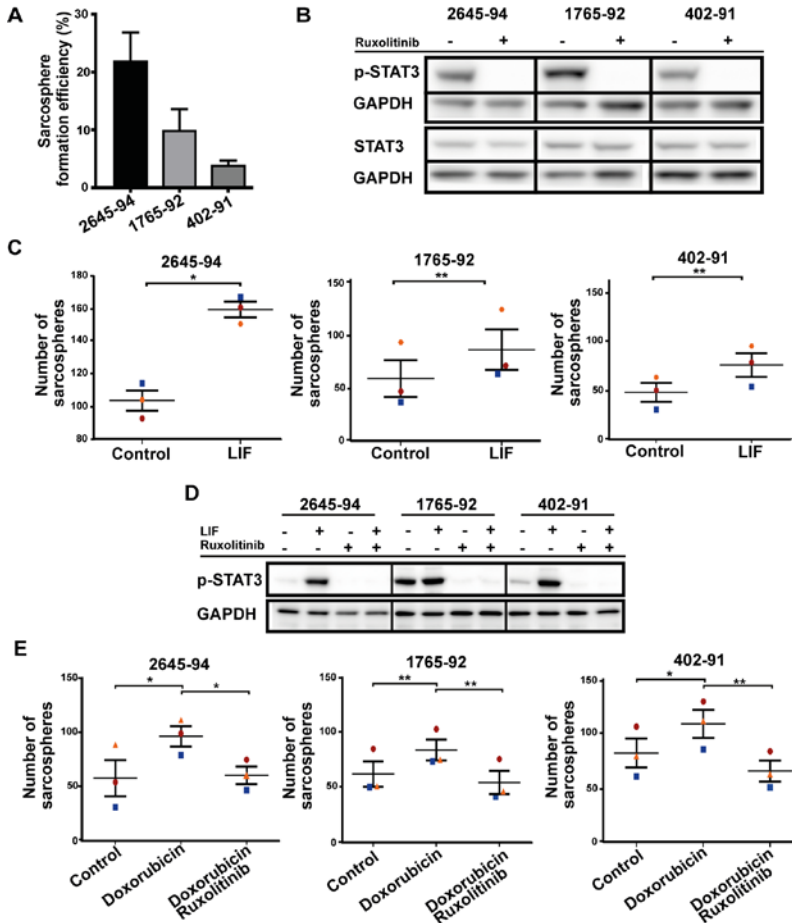 A
Sarcosphere
formation efficiency (%)
30
20
10
0
2645-94
1765-92
402-91
B
2645-94 1765-92 402-91
Ruxolitinib - + - + - +
p-STAT3
GAPDH
STAT3
GAPDH
C
2645-94
*
Number of
sarcospheres
180
160
140
120
100
80
Control LIF
1765-92
**
Number of
sarcospheres
150
100
50
0
Control LIF
402-91
**
Number of
sarcospheres
150
100
50
0
Control LIF
D
2645-94 1765-92 402-91
LIF - + - + - + - + - + - +
Ruxolitinib - - + + - - + + - - + +
p-STAT3
GAPDH
E
2645-94
* *
Number of
sarcospheres
150
100
50
0
Control
Doxorubicin
Doxorubicin
Ruxolitinib
1765-92
** **
Number of
sarcospheres
150
100
50
0
Control
Doxorubicin
Doxorubicin
Ruxolitinib
402-91
* **
Number of
sarcospheres
150
100
50
0
Control
Doxorubicin
Doxorubicin
Ruxolitinib